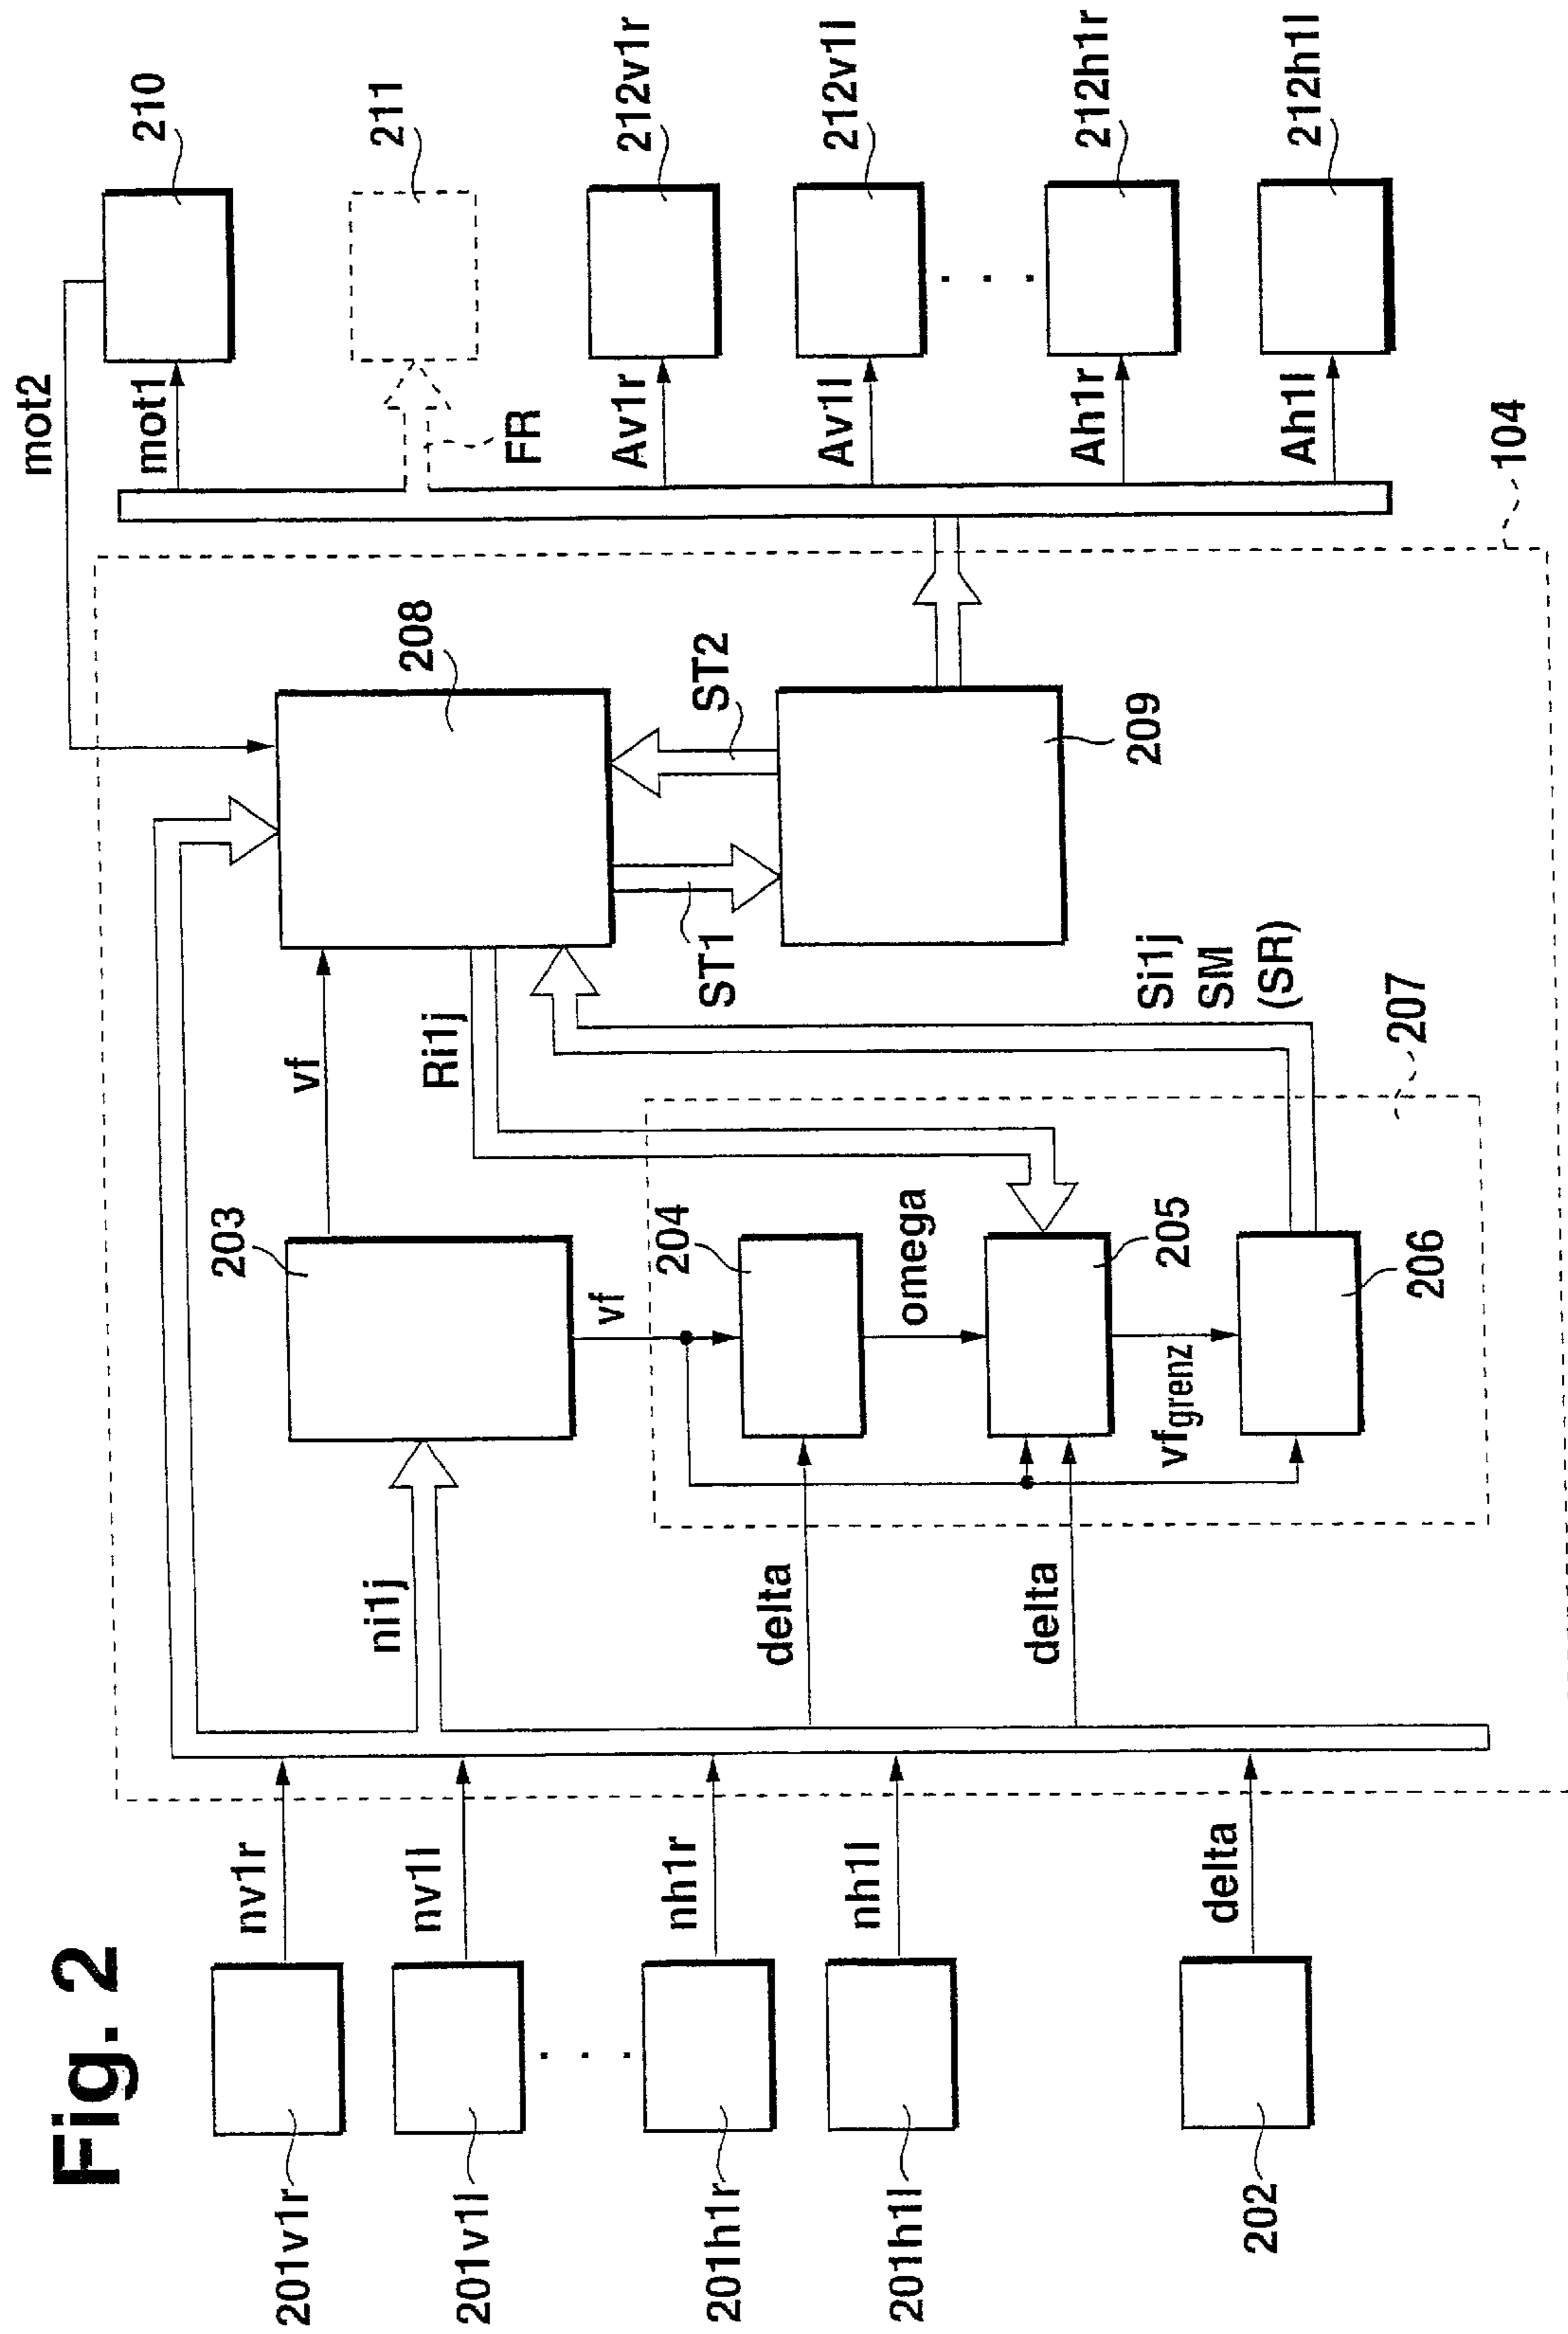 Fig. 2
201v1r
nv1r
201v1l
nv1l
201h1r
nh1r
201h1l
nh1l
202
delta
ni1j
203
vf
vf
delta
204
omega
delta
205
vfgrenz
206
207
Ri1j
Si1j
SM
(SR)
208
ST1
ST2
209
104
mot2
mot1
210
FR
211
Av1r
212v1r
Av1l
212v1l
Ah1r
212h1r
Ah1l
212h1l